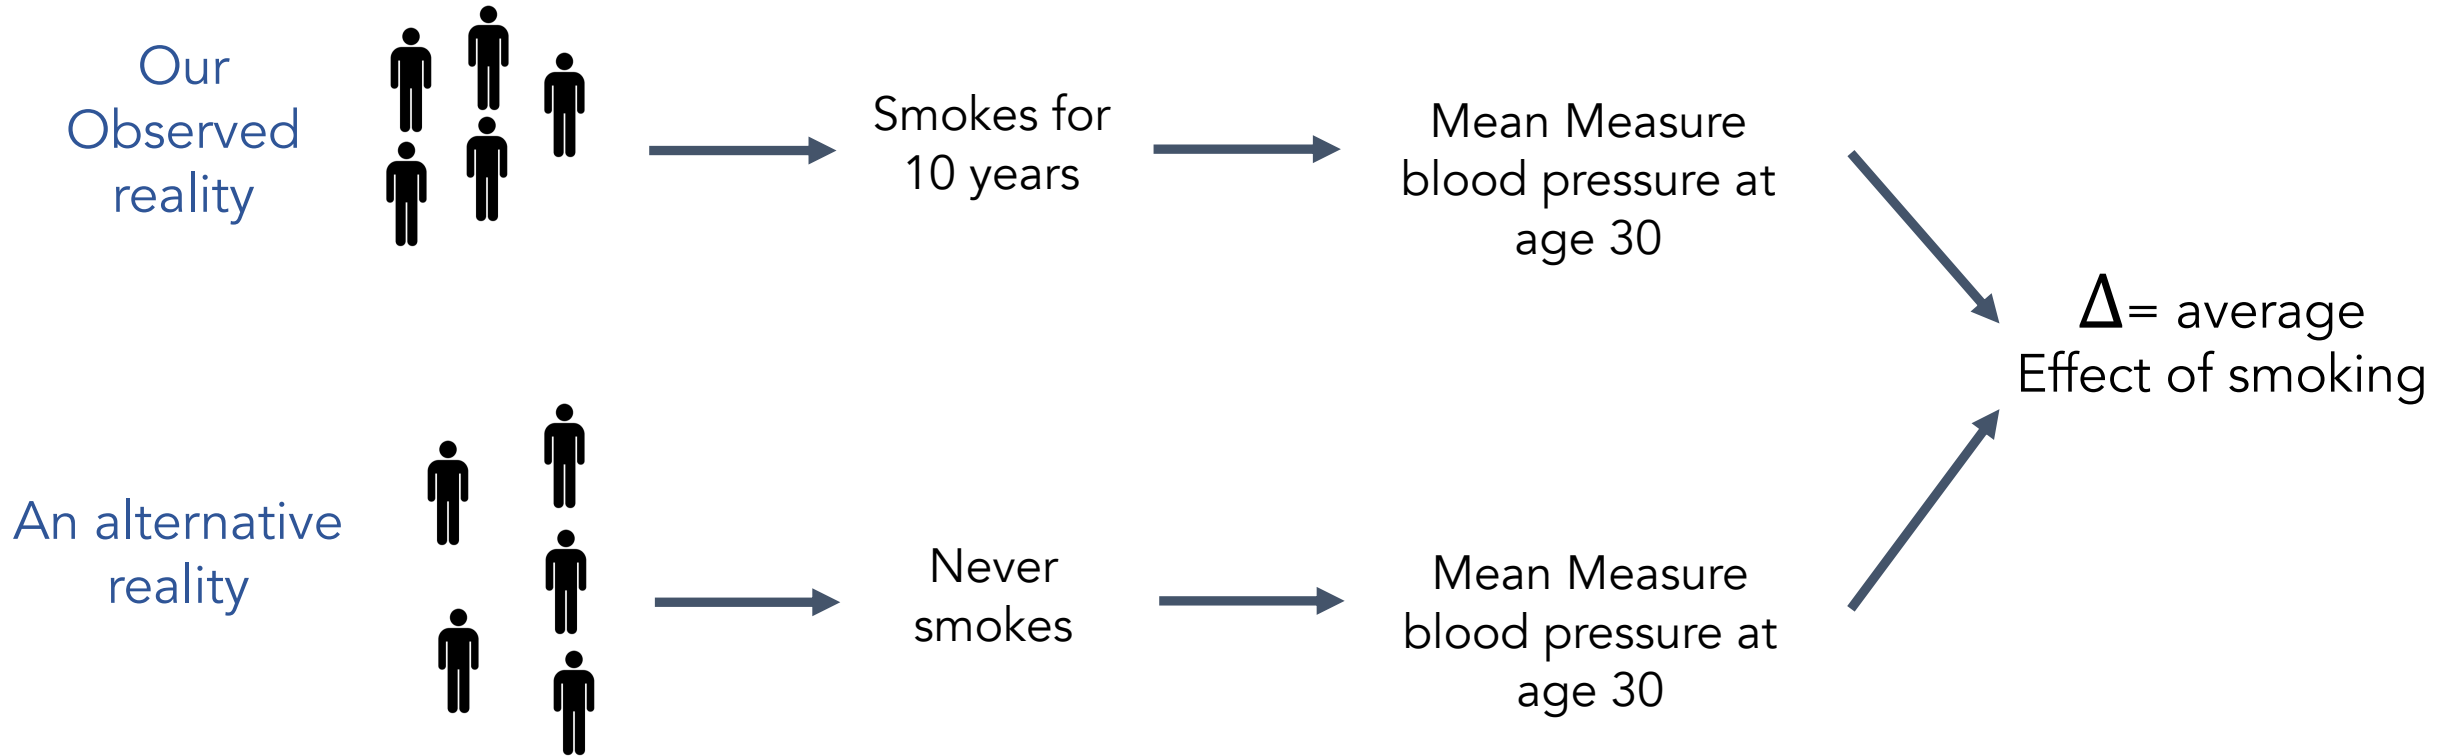 Our
Observed
reality
Smokes for
10 years
Mean Measure
blood pressure at
age 30
Δ= average
Effect of smoking
An alternative
reality
Never
smokes
Mean Measure
blood pressure at
age 30